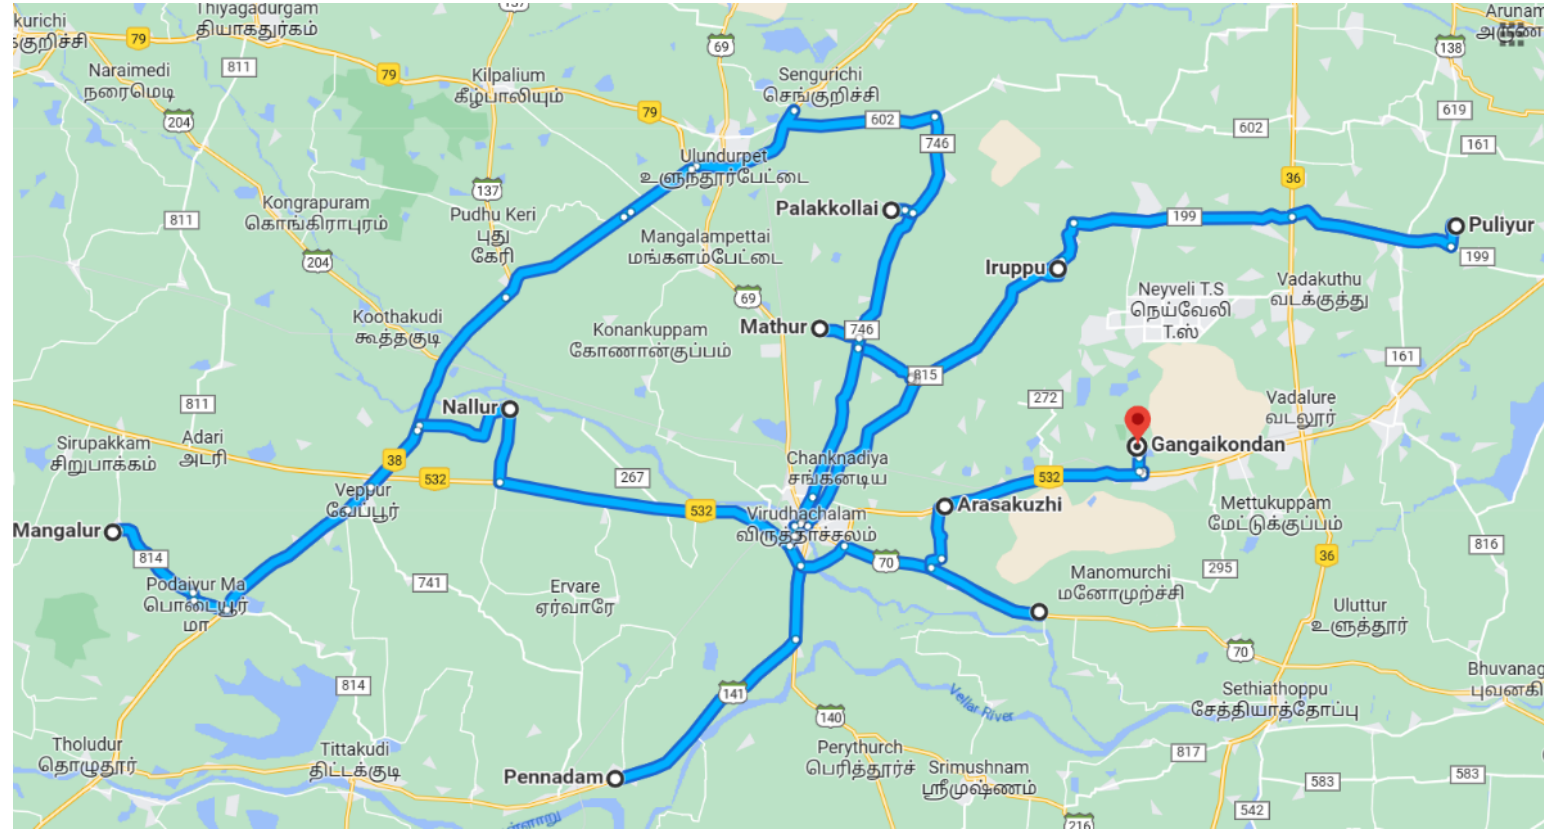 Thiyagadurgam
தியாகதுர்கம்
137
Arunam
kurichi
79
69
138
Naraimedi
நரைமெடி
811
79
Kilpalium
கீழ்பாலியும்
Sengurichi
செங்குறிச்சி
204
79
602
619
746
602
161
Ulundurpet
உளுந்தூர்பேட்டை
137
36
Kongrapuram
கொங்கிராபுரம்
811
Pudhu Keri
புது
கேரி
Palakkollai
199
Puliyur
Mangalampettai
மங்களம்பேட்டை
199
204
Iruppu
Neyveli T.S
நெய்வேலி
T.ஸ்
Vadakuthu
வடக்குத்து
69
Koothakudi
கூத்தகுடி
Konankuppam
கோணான்குப்பம்
Mathur
746
161
815
811
Nallur
272
Vadalure
வடலூர்
Sirupakkam
சிறுபாக்கம்
Adari
அடரி
Gangaikondan
38
532
267
Chanknadiya
சங்கனடிய
532
Veppur
வேப்பூர்
532
Virudhachalam
விருத்தாச்சலம்
Arasakuzhi
Mettukuppam
மேட்டுக்குப்பம்
Mangalur
814
36
816
Podaiyur Ma
பொடையூர்
மா
741
Ervare
ஏர்வாரே
70
Manomurchi
மனோமுற்ச்சி
295
Uluttur
உளுத்தூர்
70
814
141
Vellar River
Sethiathoppu
சேத்தியாத்தோப்பு
Bhuvanag
புவனகி
140
Tholudur
தொழுதூர்
Tittakudi
திட்டக்குடி
Pennadam
Perythurch
பெரித்தூர்ச்
Srimushnam
ஸ்ரீமுஷ்ணம்
817
583
583
542
216